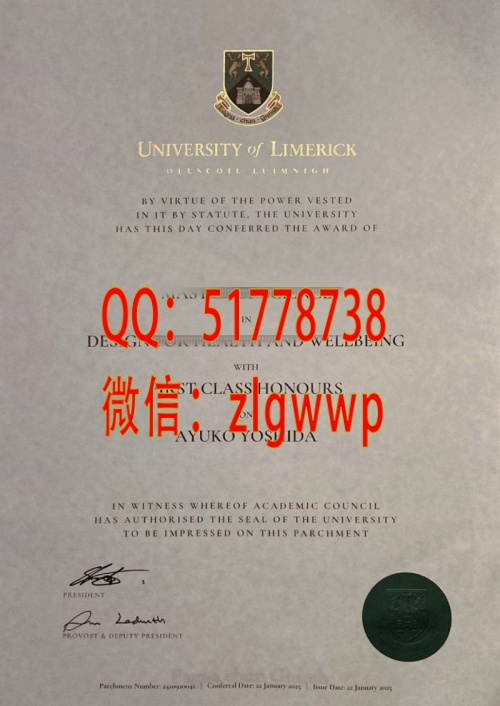 UNIVERSITY of LIMERICK
OLLSCOIL LUIMNIGH
BY VIRTUE OF THE POWER VESTED
IN IT BY STATUTE, THE UNIVERSITY
HAS THIS DAY CONFERRED THE AWARD OF
QQ：51778738
IN
DESIGN FOR HEALTH AND WELLBEING
WITH
FIRST CLASS HONOURS
微信：zlgwwp
ON
AYUKO YOSHIDA
IN WITNESS WHEREOF ACADEMIC COUNCIL
HAS AUTHORISED THE SEAL OF THE UNIVERSITY
TO BE IMPRESSED ON THIS PARCHMENT
PRESIDENT
PROVOST & DEPUTY PRESIDENT
Parchment Number: | Conferral Date: 22 January 2025 | Issue Date: 22 January 2025